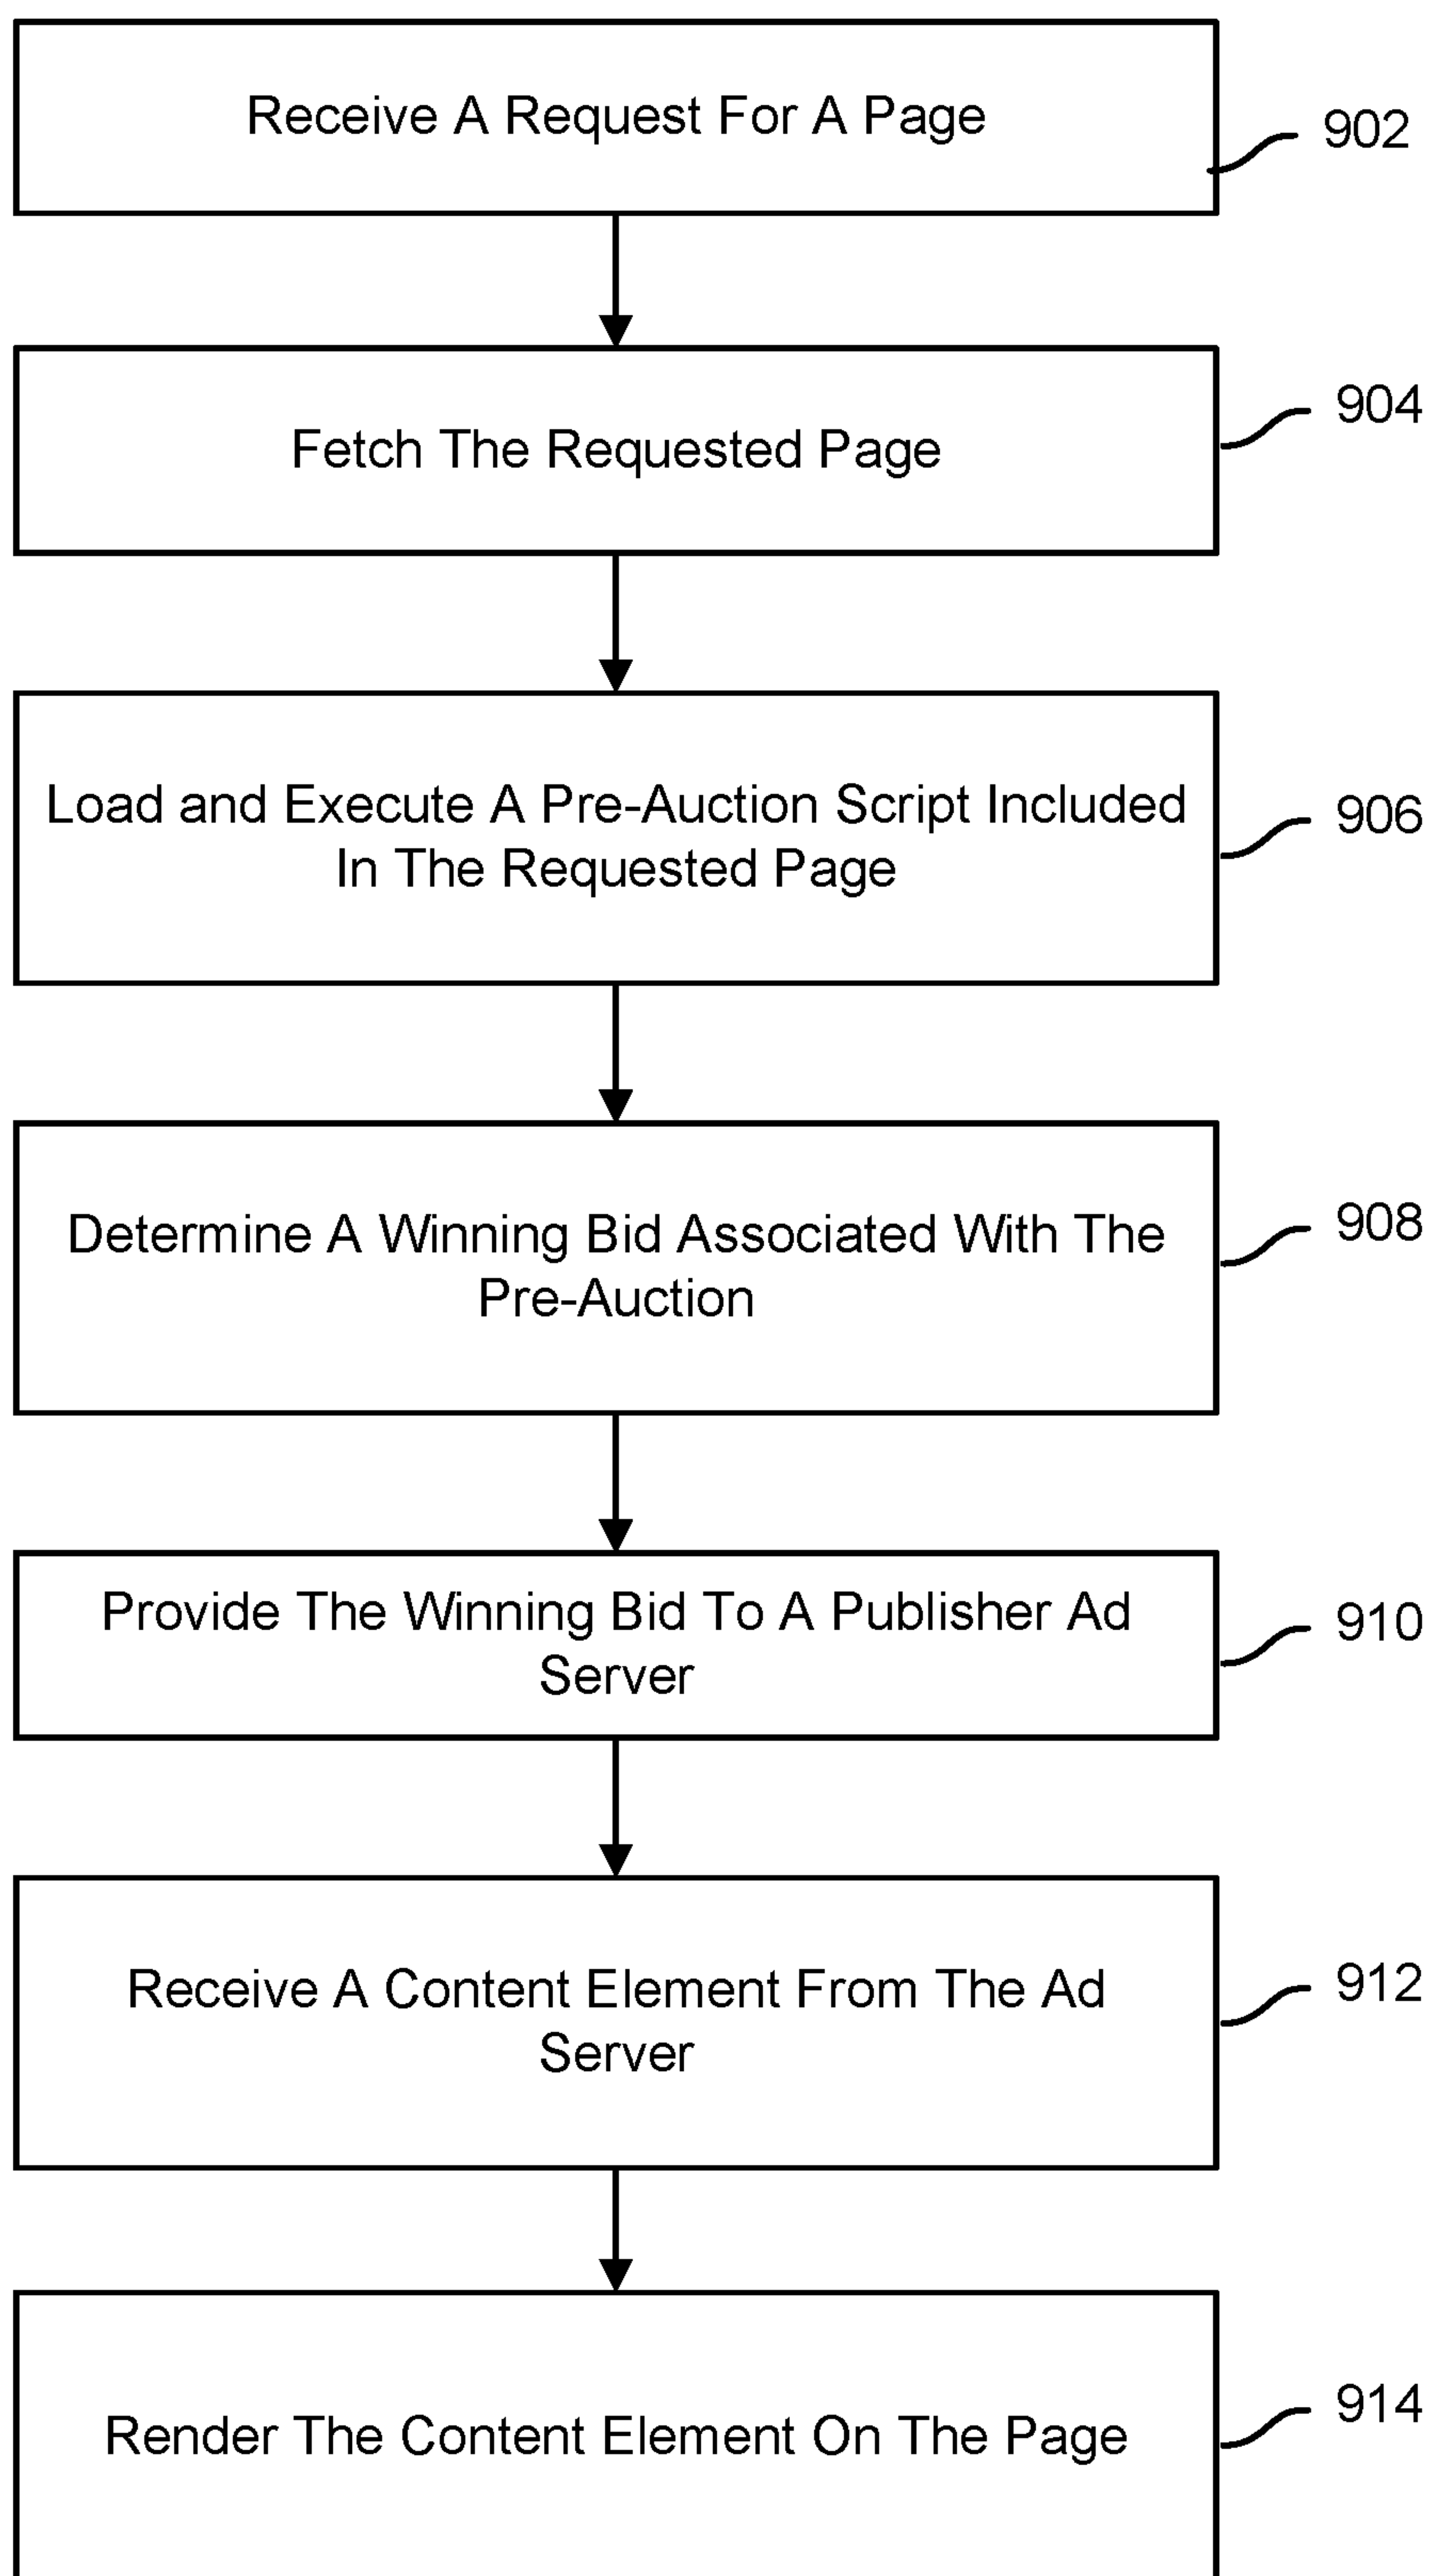 Receive A Request For A Page
902
Fetch The Requested Page
904
Load and Execute A Pre-Auction Script Included
In The Requested Page
906
Determine A Winning Bid Associated With The
Pre-Auction
908
Provide The Winning Bid To A Publisher Ad
Server
910
Receive A Content Element From The Ad
Server
912
Render The Content Element On The Page
914